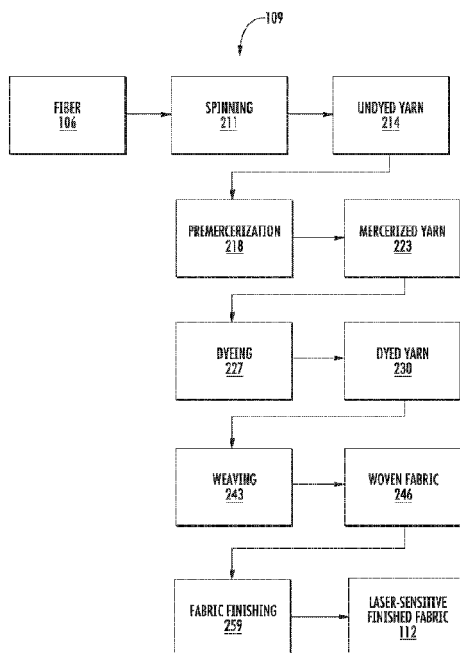 109
FIBER
106
SPINNING
211
UNDYED YARN
214
PREMERCERIZATION
218
MERCERIZED YARN
223
DYEING
227
DYED YARN
230
WEAVING
243
WOVEN FABRIC
246
FABRIC FINISHING
259
LASER-SENSITIVE
FINISHED FABRIC
112